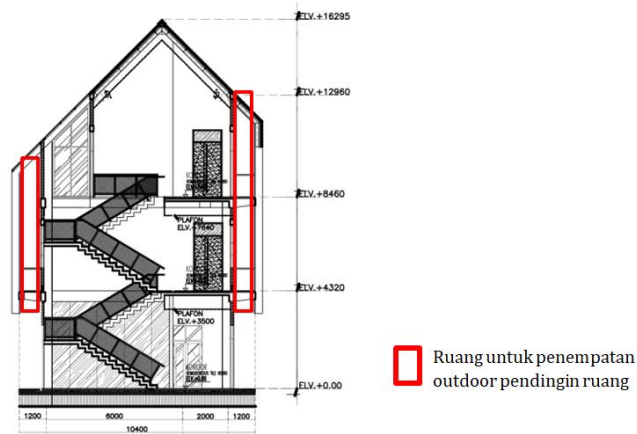 ELV.+16295
ELV.+12960
ELV.+8460
PLAFON
ELV.+7640
ELV.+4320
PLAFON
ELV.+3500
ELV.+0.00
1200 6000 2000 1200
10400
Ruang untuk penempatan
outdoor pendingin ruang